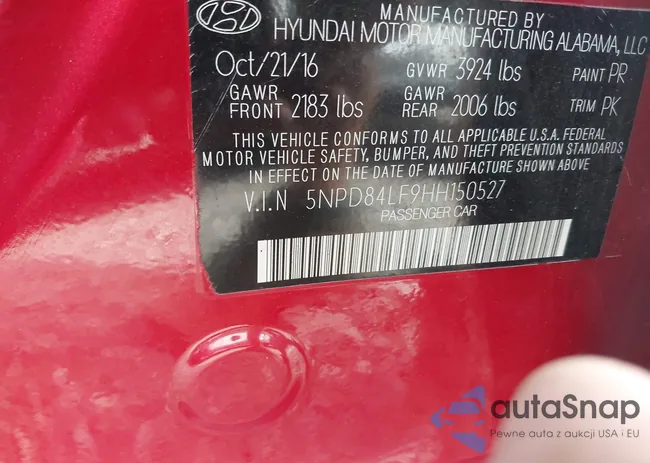 MANUFACTURED BY
HYUNDAI MOTOR MANUFACTURING ALABAMA, LLC
Oct/21/16 GVWR 3924 lbs PAINT PR
GAWR FRONT 2183 lbs GAWR REAR 2006 lbs TRIM PK
THIS VEHICLE CONFORMS TO ALL APPLICABLE U.S.A. FEDERAL
MOTOR VEHICLE SAFETY, BUMPER, AND THEFT PREVENTION STANDARDS
IN EFFECT ON THE DATE OF MANUFACTURE SHOWN ABOVE
V.I.N 5NPD84LF9HH150527
PASSENGER CAR
autaSnap
Pewne auta z aukcji USA i EU